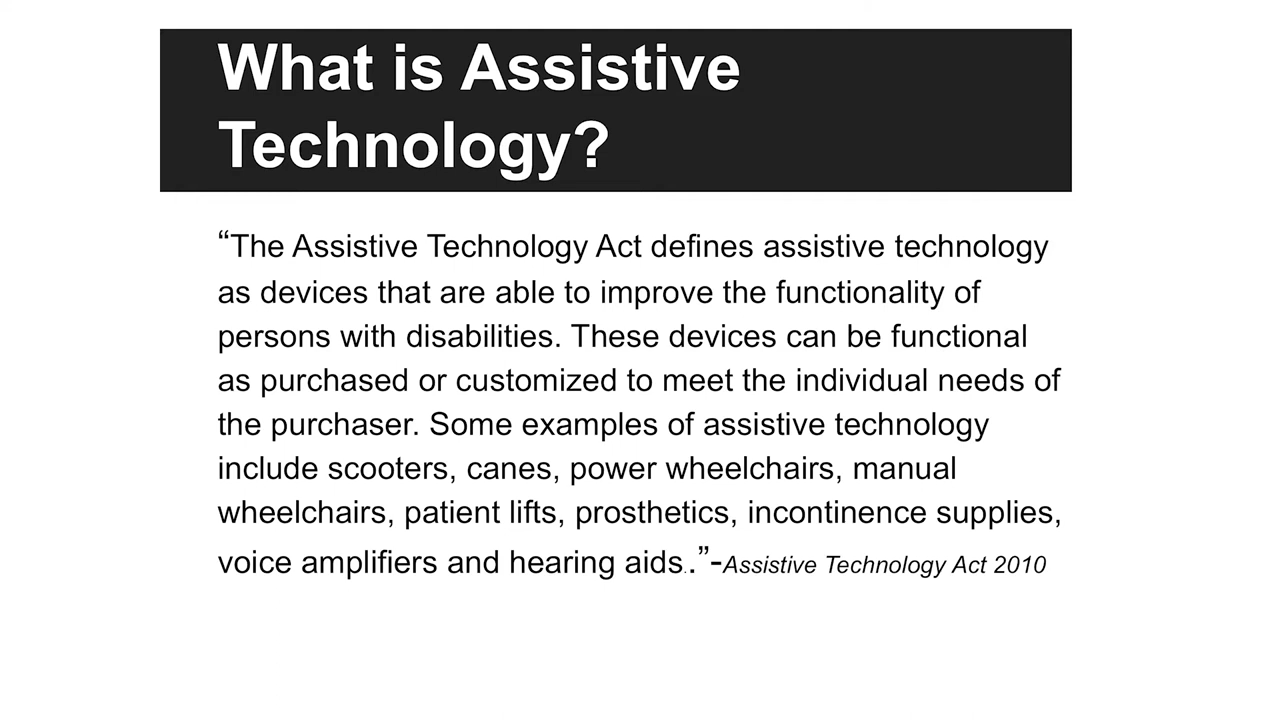 What is Assistive
Technology?
“The Assistive Technology Act defines assistive technology
as devices that are able to improve the functionality of
persons with disabilities. These devices can be functional
as purchased or customized to meet the individual needs of
the purchaser. Some examples of assistive technology
include scooters, canes, power wheelchairs, manual
wheelchairs, patient lifts, prosthetics, incontinence supplies,
voice amplifiers and hearing aids..”-Assistive Technology Act 2010